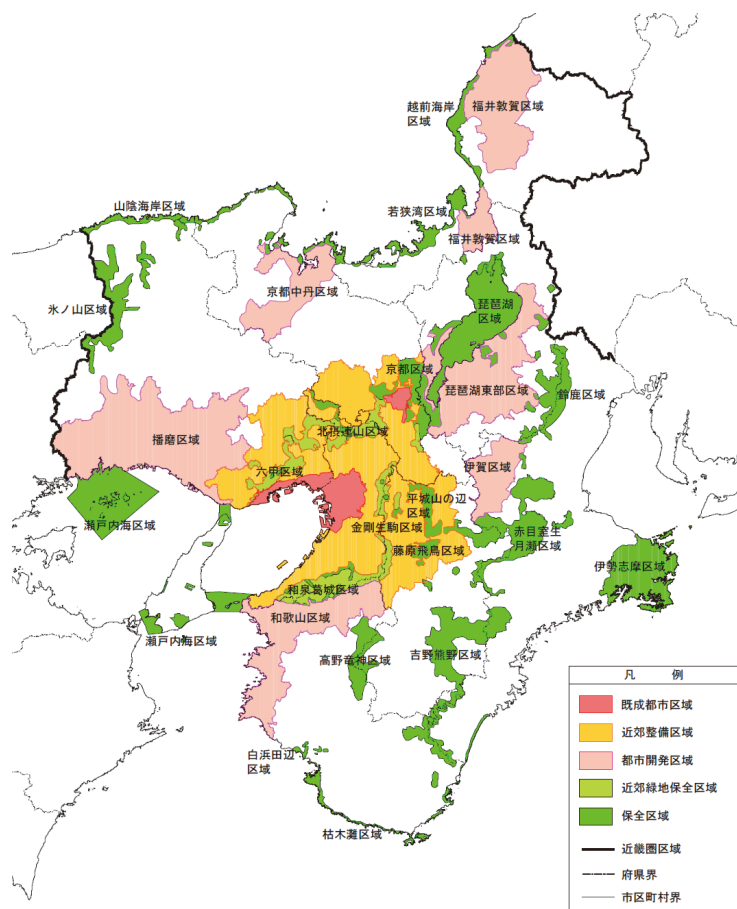 越前海岸
区域
福井敦賀区域
山陰海岸区域
若狭湾区域
福井敦賀区域
京都中丹区域
氷ノ山区域
琵琶湖
区域
京都区域
琵琶湖東部区域
鈴鹿区域
播磨区域
北摂連山区域
六甲区域
伊賀区域
瀬戸内海区域
平城山の辺
区域
金剛生駒区域
赤目室生
月瀬区域
藤原飛鳥区域
伊勢志摩区域
和泉葛城区域
和歌山区域
瀬戸内海区域
高野竜神区域
吉野熊野区域
白浜田辺
区域
枯木灘区域
凡 例
既成都市区域
近郊整備区域
都市開発区域
近郊緑地保全区域
保全区域
近畿圏区域
府県界
市区町村界